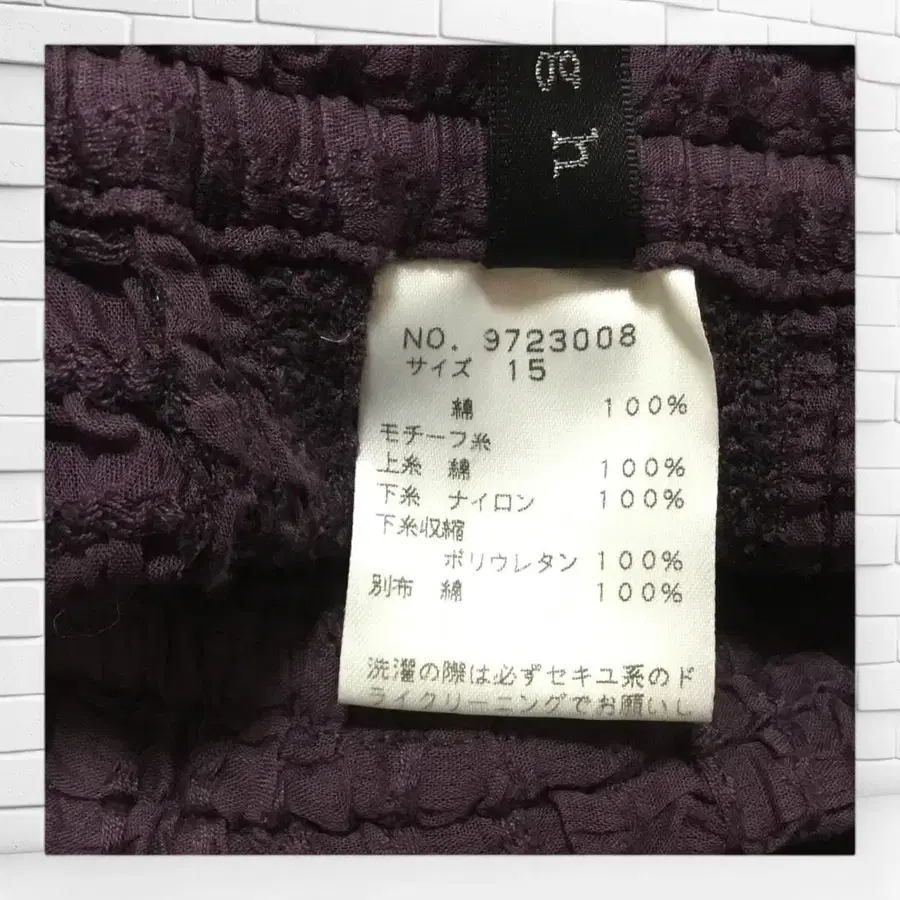 g h
NO. 9723008
サイズ 15
綿 100%
モチーフ糸
上糸 綿 100%
下糸 ナイロン 100%
下糸収縮
ポリウレタン 100%
別布 綿 100%
洗濯の際は必ずセキユ系のド
ライクリーニングでお願いし